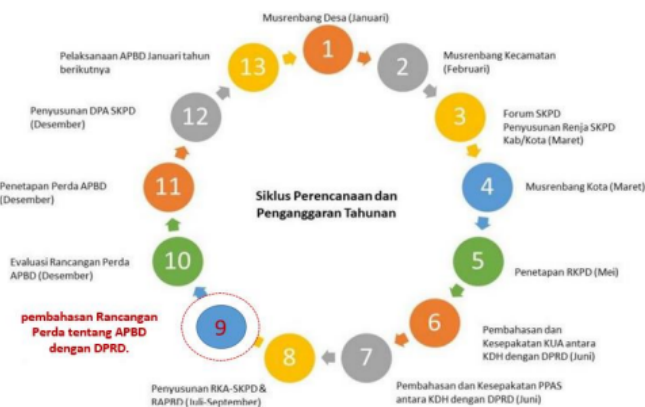 1
Musrenbang Desa (Januari)
2
Musrenbang Kecamatan
(Februari)
3
Forum SKPD
Penyusunan Renja SKPD
Kab/Kota (Maret)
4
Musrenbang Kota (Maret)
5
Penetapan RKPD (Mei)
6
Pembahasan dan
Kesepakatan KUA antara
KDH dengan DPRD (Juni)
7
Pembahasan dan Kesepakatan PPAS
antara KDH dengan DPRD (Juni)
8
Penyusunan RKA-SKPD &
RAPBD (Juli-September)
9
pembahasan Rancangan
Perda tentang APBD
dengan DPRD.
10
Evaluasi Rancangan Perda
APBD (Desember)
11
Penetapan Perda APBD
(Desember)
12
Penyusunan DPA SKPD
(Desember)
13
Pelaksanaan APBD Januari tahun
berikutnya
Siklus Perencanaan dan
Penganggaran Tahunan